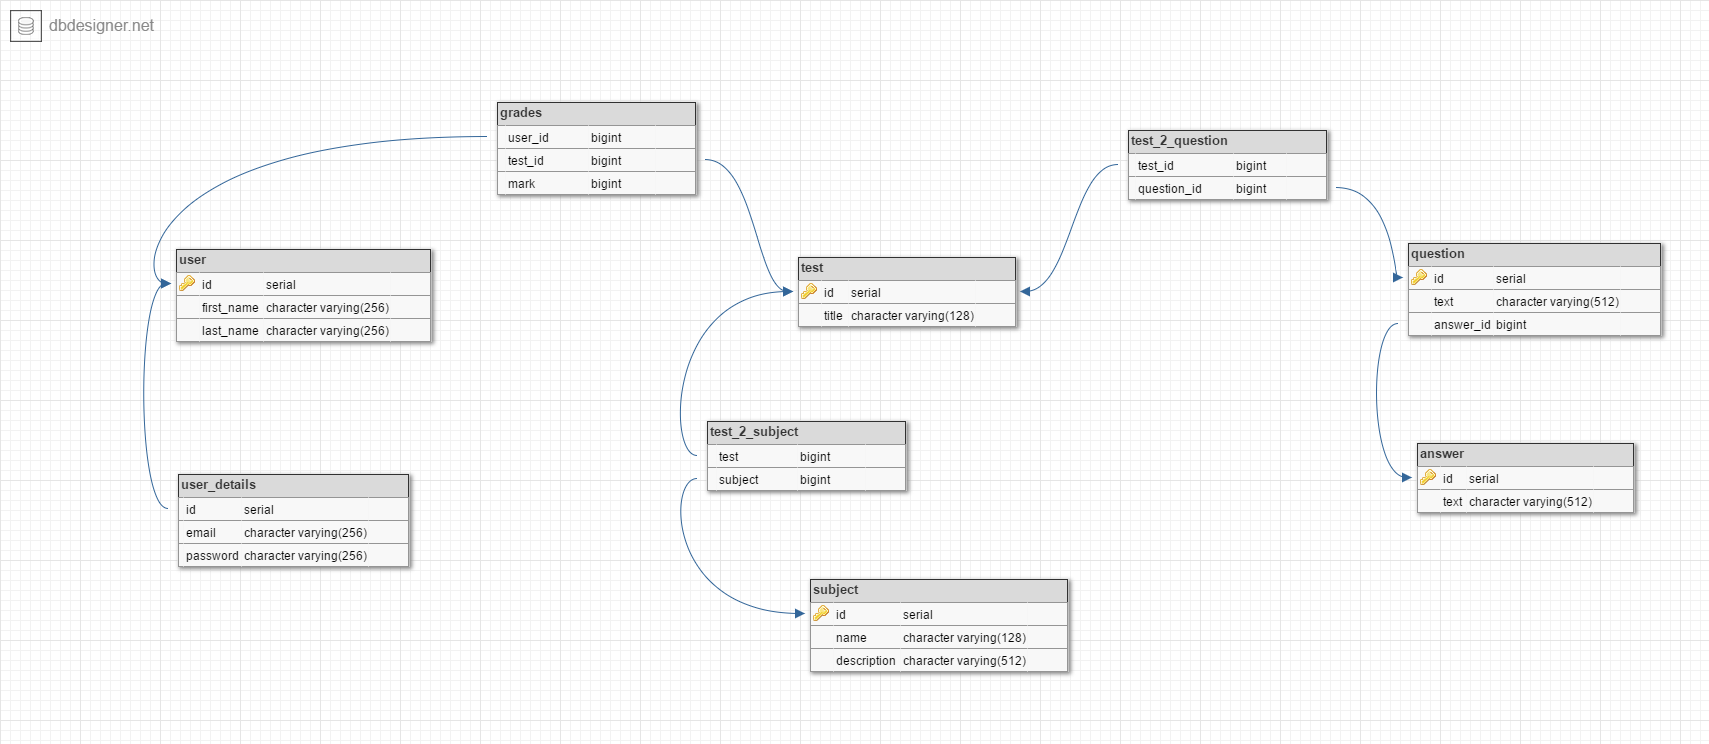 dbdesigner.net
grades
user_id bigint
test_id bigint
mark bigint
test_2_question
test_id bigint
question_id bigint
user
id serial
first_name character varying(256)
last_name character varying(256)
test
id serial
title character varying(128)
question
id serial
text character varying(512)
answer_id bigint
test_2_subject
test bigint
subject bigint
answer
id serial
text character varying(512)
user_details
id serial
email character varying(256)
password character varying(256)
subject
id serial
name character varying(128)
description character varying(512)